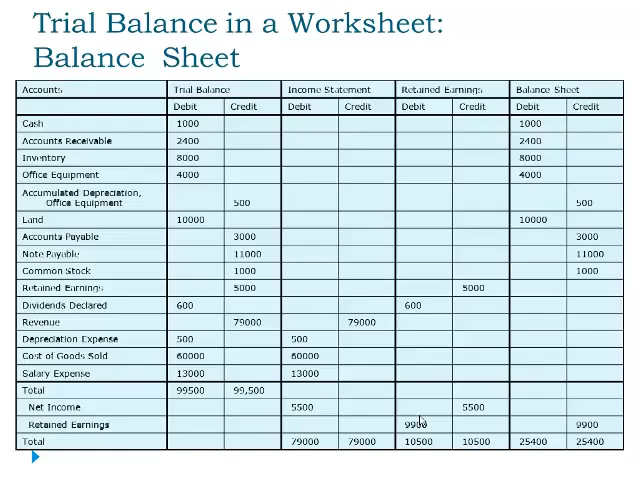 Trial Balance in a Worksheet:
Balance Sheet
Accounts Trial Balance Income Statement Retained Earnings Balance Sheet
Debit Credit Debit Credit Debit Credit Debit Credit
Cash 1000 1000
Accounts Receivable 2400 2400
Inventory 8000 8000
Office Equipment 4000 4000
Accumulated Depreciation,
Office Equipment 500 500
Land 10000 10000
Accounts Payable 3000 3000
Note Payable 11000 11000
Common Stock 1000 1000
Retained Earnings 5000 5000
Dividends Declared 600 600
Revenue 79000 79000
Depreciation Expense 500 500
Cost of Goods Sold 60000 60000
Salary Expense 13000 13000
Total 99500 99,500
Net Income 5500 5500
Retained Earnings 9900 9900
Total 79000 79000 10500 10500 25400 25400